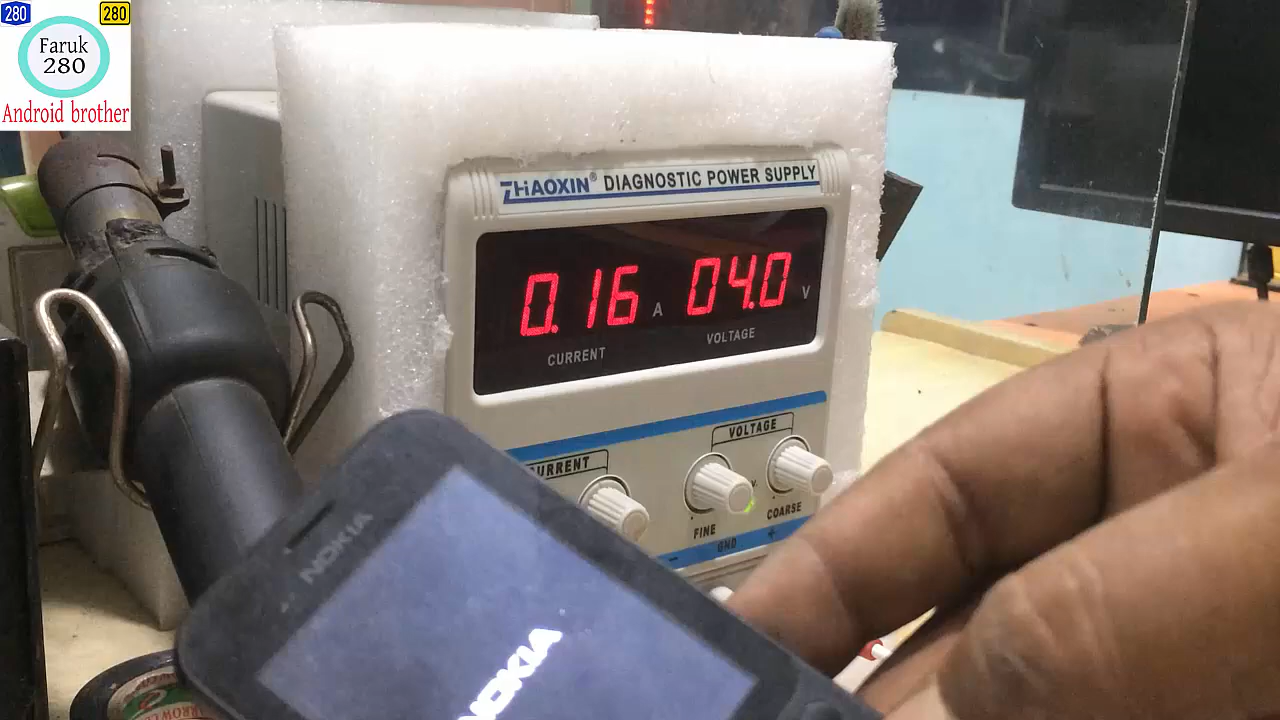 280
280
Faruk
280
Android brother
ZHAOXIN® DIAGNOSTIC POWER SUPPLY
0.16 A 04.0 V
CURRENT VOLTAGE
VOLTAGE
CURRENT
FINE COARSE
- GND +
NOKIA
NOKIA